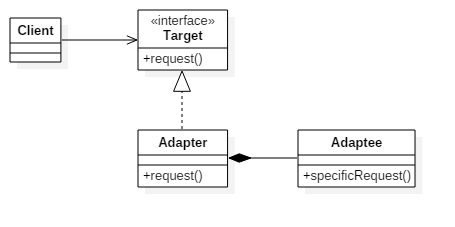 Client
«interface»
Target
+request()
Adapter
+request()
Adaptee
+specificRequest()